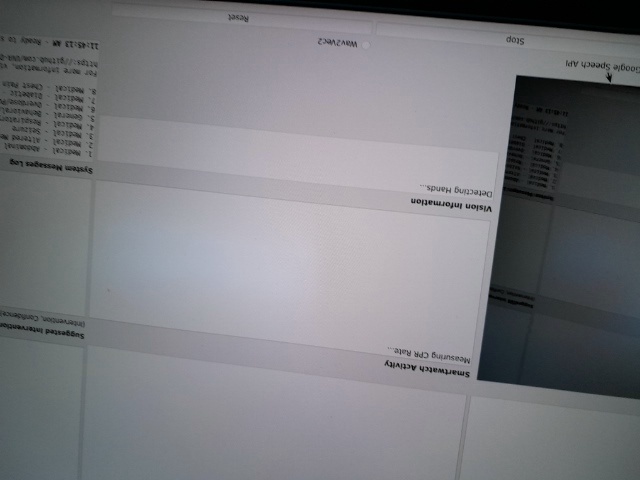 Smartwatch Activity
Measuring CPR Rate...
Vision Information
Detecting Hands...
Google Speech API
Wav2Vec2
Stop
Reset
Suggested Intervention
(Intervention, Confidence)
System Messages Log
1. Medical - Abdominal
2. Medical - Altered Me
3. Medical - Seizure
4. Medical - Respirator
5. General - Behavioral
Medical - Overdose/Po
7. Medical - Diabetic
8. Medical - Chest Pain
For more information, vi
https://github.com/UVA-D
11:45:13 AM - Ready to s